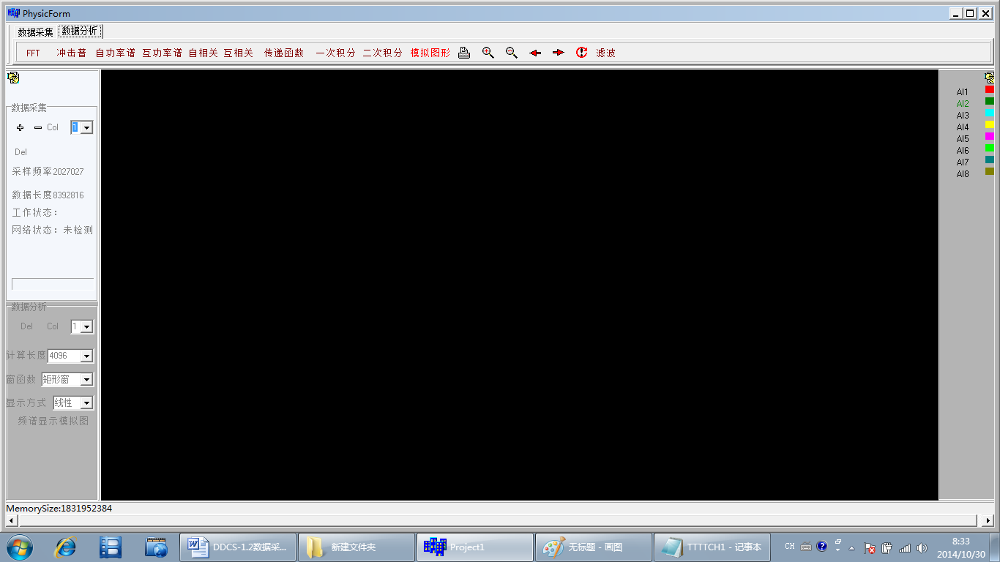 PhysicForm
数据采集 数据分析
FFT 冲击普 自功率谱 互功率谱 自相关 互相关 传递函数 一次积分 二次积分 模拟图形 滤波
数据采集
Col 1
Del
采样频率2027027
数据长度8392816
工作状态：
网络状态：未检测
数据分析
Del Col 1
计算长度 4096
窗函数 矩形窗
显示方式 线性
频谱显示模拟图
AI1
AI2
AI3
AI4
AI5
AI6
AI7
AI8
MemorySize:1831952384
DDCS-1.2数据采... 新建文件夹 Project1 无标题 - 画图 TTTTCH1 - 记事本 CH 8:33
2014/10/30